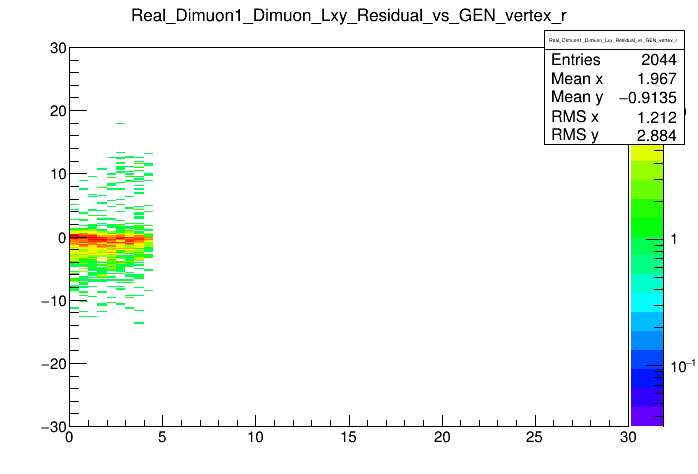 Real_Dimuon1_Dimuon_Lxy_Residual_vs_GEN_vertex_r
Real_Dimuon1_Dimuon_Lxy_Residual_vs_GEN_vertex_r
Entries 2044
Mean x 1.967
Mean y −0.9135
RMS x 1.212
RMS y 2.884
30
20
10
0
−10
−20
−30
0 5 10 15 20 25 30
1
10−1